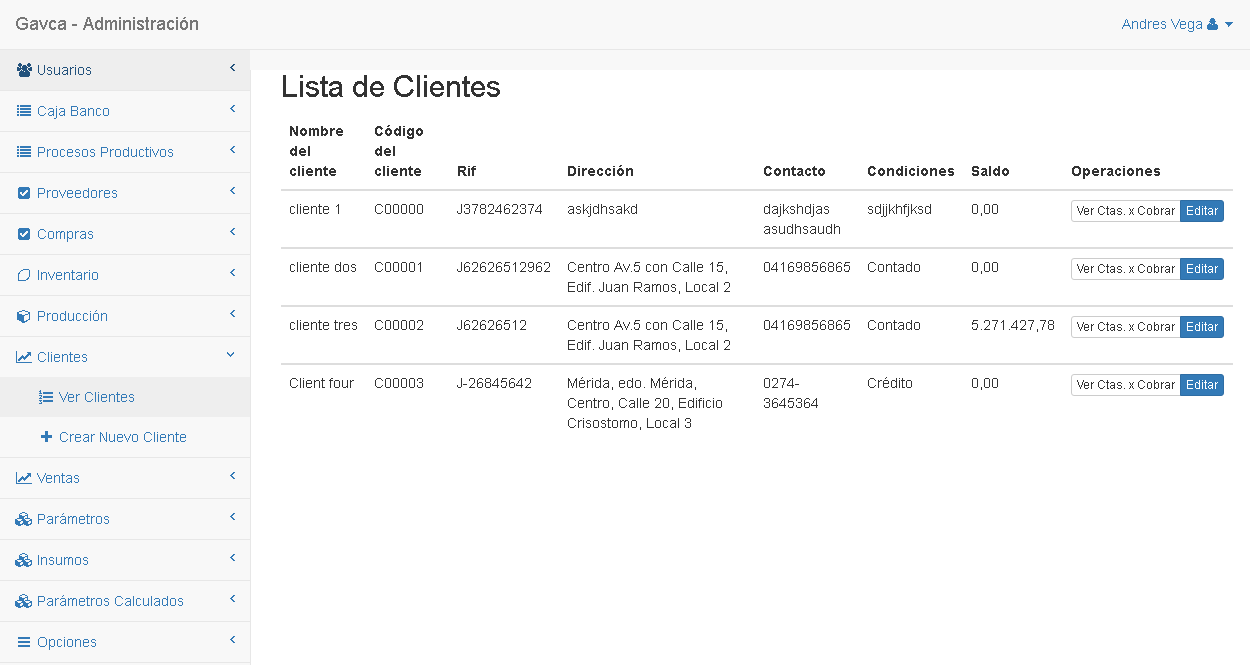 Gavca - Administración
Andres Vega
Usuarios
Caja Banco
Procesos Productivos
Proveedores
Compras
Inventario
Producción
Clientes
Ver Clientes
Crear Nuevo Cliente
Ventas
Parámetros
Insumos
Parámetros Calculados
Opciones
Lista de Clientes
Nombre del cliente Código del cliente Rif Dirección Contacto Condiciones Saldo Operaciones
cliente 1 C00000 J3782462374 askjdhsakd dajkshdjas sdjjkhfjksd 0,00 Ver Ctas. x Cobrar Editar
asudhsaudh
cliente dos C00001 J62626512962 Centro Av.5 con Calle 15, 04169856865 Contado 0,00 Ver Ctas. x Cobrar Editar
Edif. Juan Ramos, Local 2
cliente tres C00002 J62626512 Centro Av.5 con Calle 15, 04169856865 Contado 5.271.427,78 Ver Ctas. x Cobrar Editar
Edif. Juan Ramos, Local 2
Client four C00003 J-26845642 Mérida, edo. Mérida, 0274- Crédito 0,00 Ver Ctas. x Cobrar Editar
Centro, Calle 20, Edificio 3645364
Crisostomo, Local 3